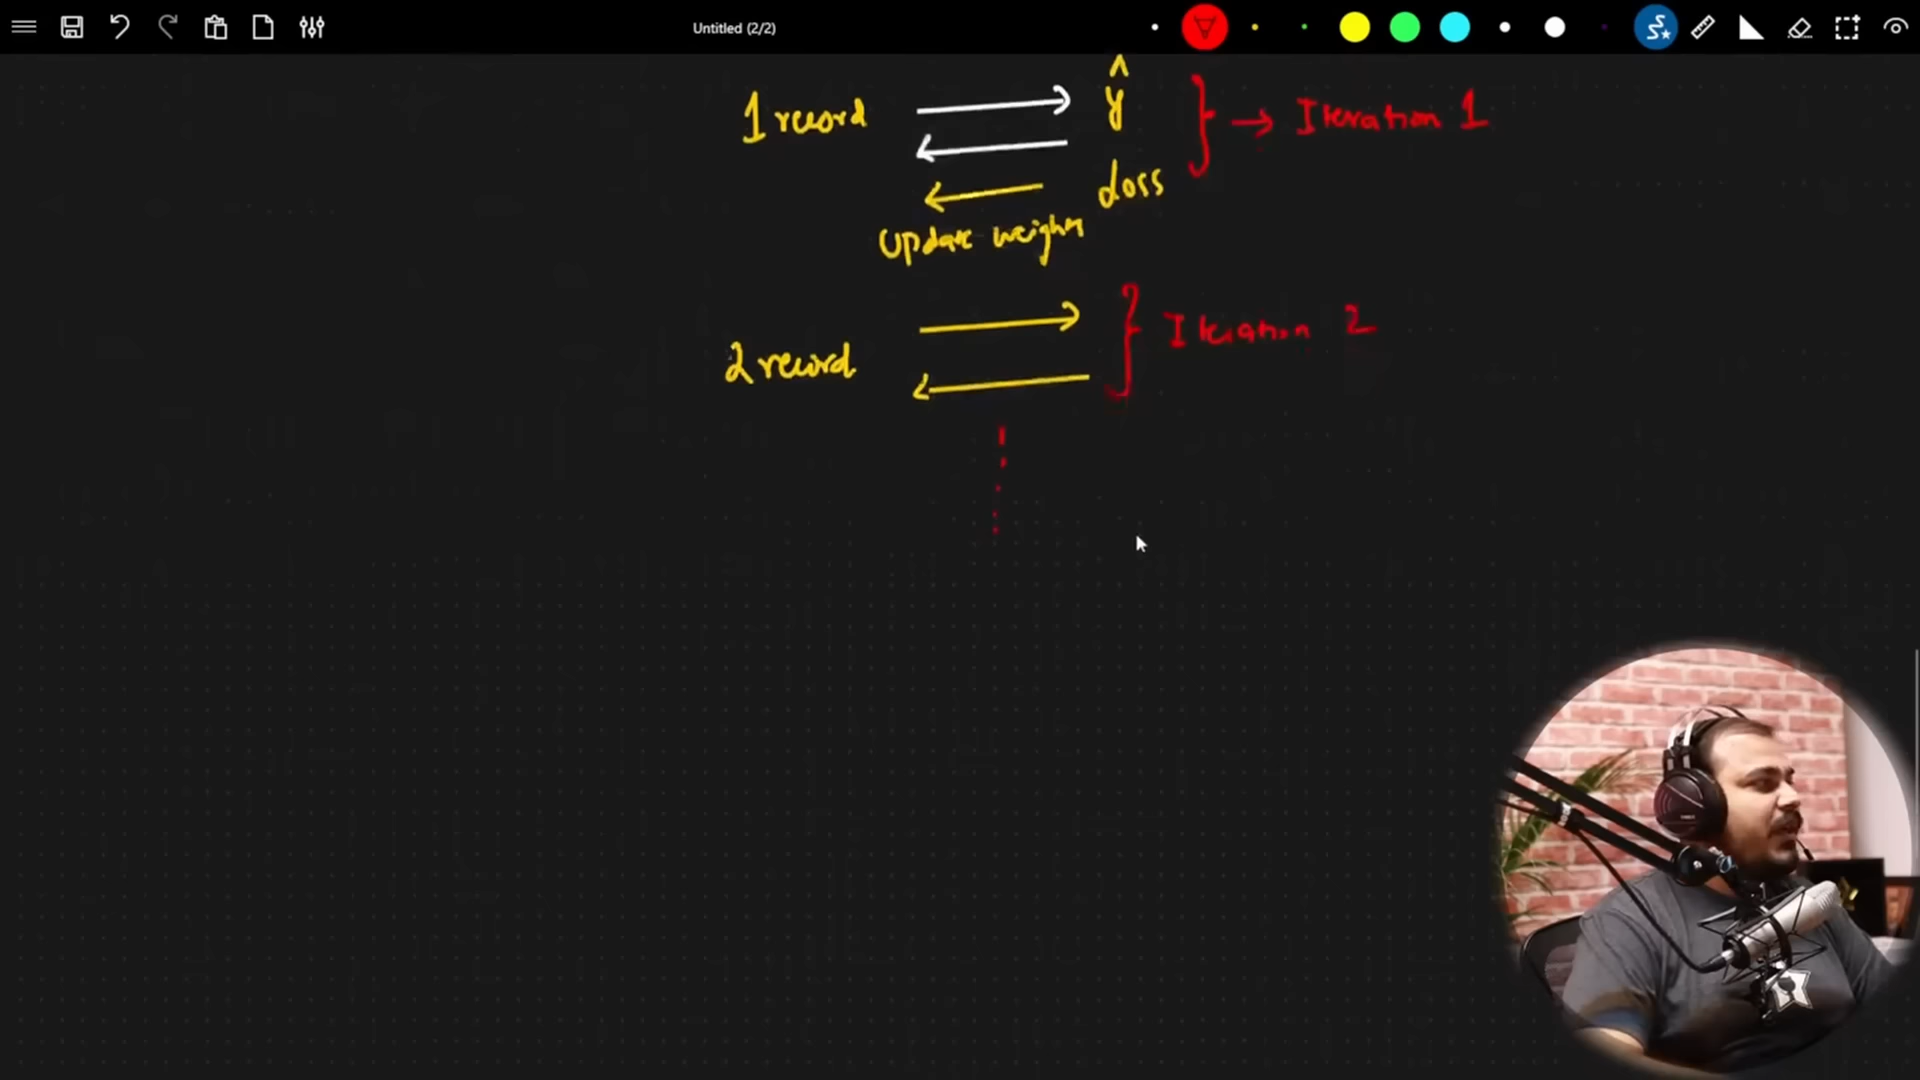 Untitled (2/2)
1 record ŷ } → Iteration 1
Loss
Update weights
2 record } Iteration 2